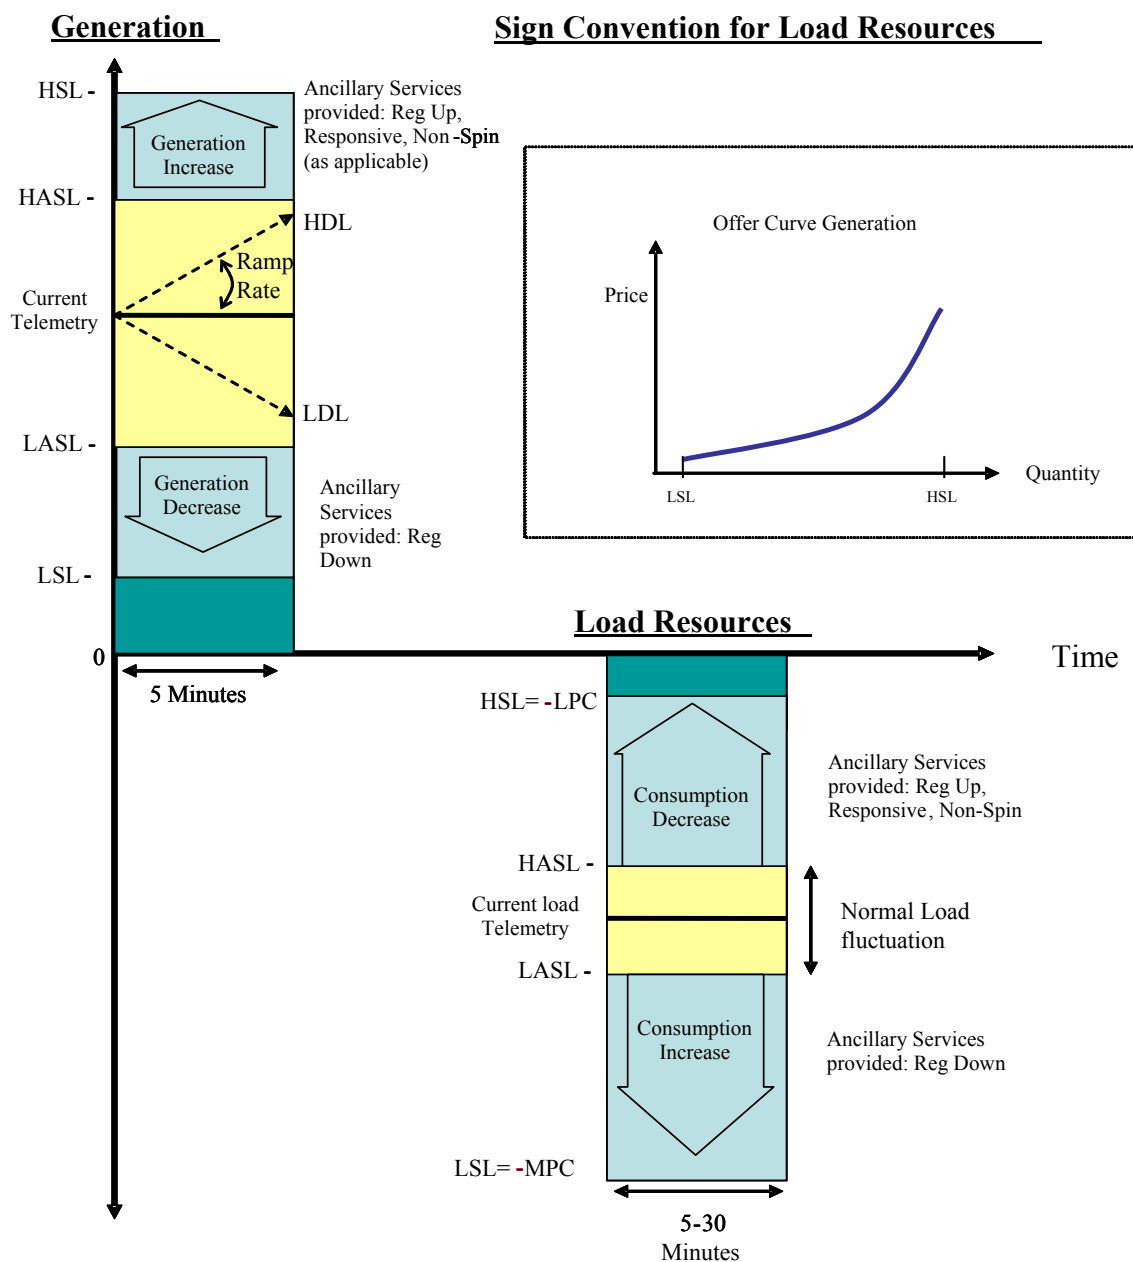 Generation
Sign Convention for Load Resources
HSL -
Ancillary Services
provided: Reg Up,
Responsive, Non-Spin
(as applicable)
Generation
Increase
HASL -
HDL
Ramp
Rate
Current
Telemetry
LDL
LASL -
Generation
Decrease
Ancillary
Services
provided: Reg
Down
LSL -
0
5 Minutes
Offer Curve Generation
Price
LSL
HSL
Quantity
Load Resources
Time
HSL= -LPC
Consumption
Decrease
Ancillary Services
provided: Reg Up,
Responsive, Non-Spin
HASL -
Current load
Telemetry
Normal Load
fluctuation
LASL -
Consumption
Increase
Ancillary Services
provided: Reg Down
LSL= -MPC
5-30
Minutes